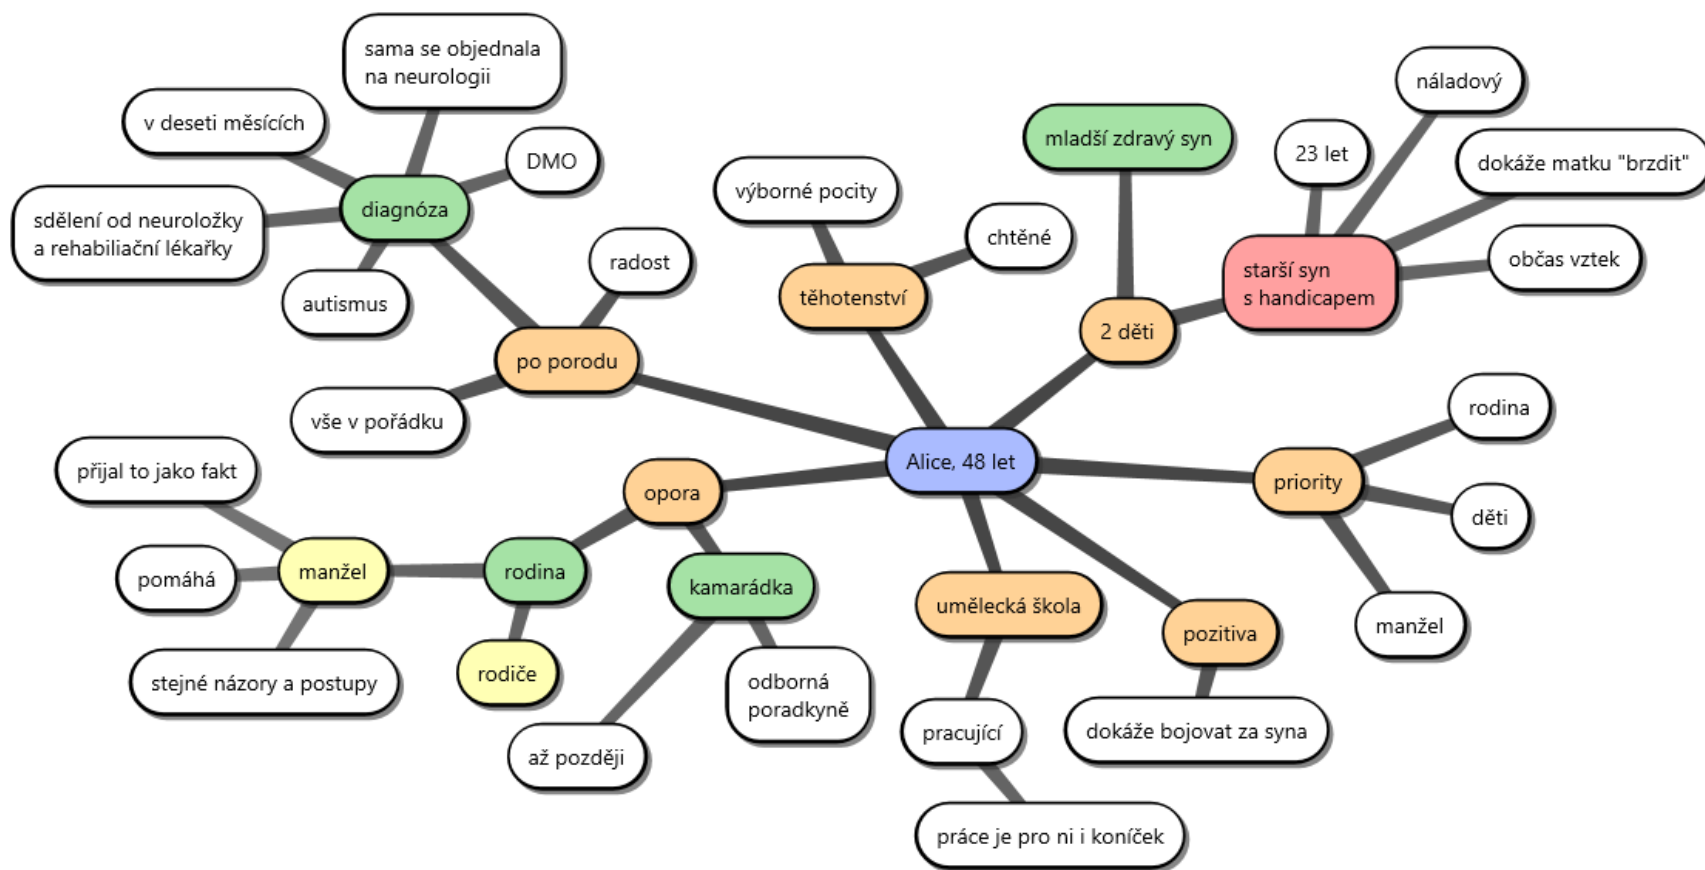 sama se objednala
na neurologii
v deseti měsících
DMO
diagnóza
sdělení od neuroložky
a rehabiliační lékařky
autismus
radost
po porodu
vše v pořádku
výborné pocity
chtěné
těhotenství
mladší zdravý syn
2 děti
23 let
náladový
dokáže matku "brzdit"
občas vztek
starší syn
s handicapem
Alice, 48 let
priority
rodina
děti
manžel
opora
rodina
kamarádka
manžel
přijal to jako fakt
pomáhá
stejné názory a postupy
rodiče
až později
odborná
poradkyně
umělecká škola
pracující
práce je pro ni i koníček
pozitiva
dokáže bojovat za syna